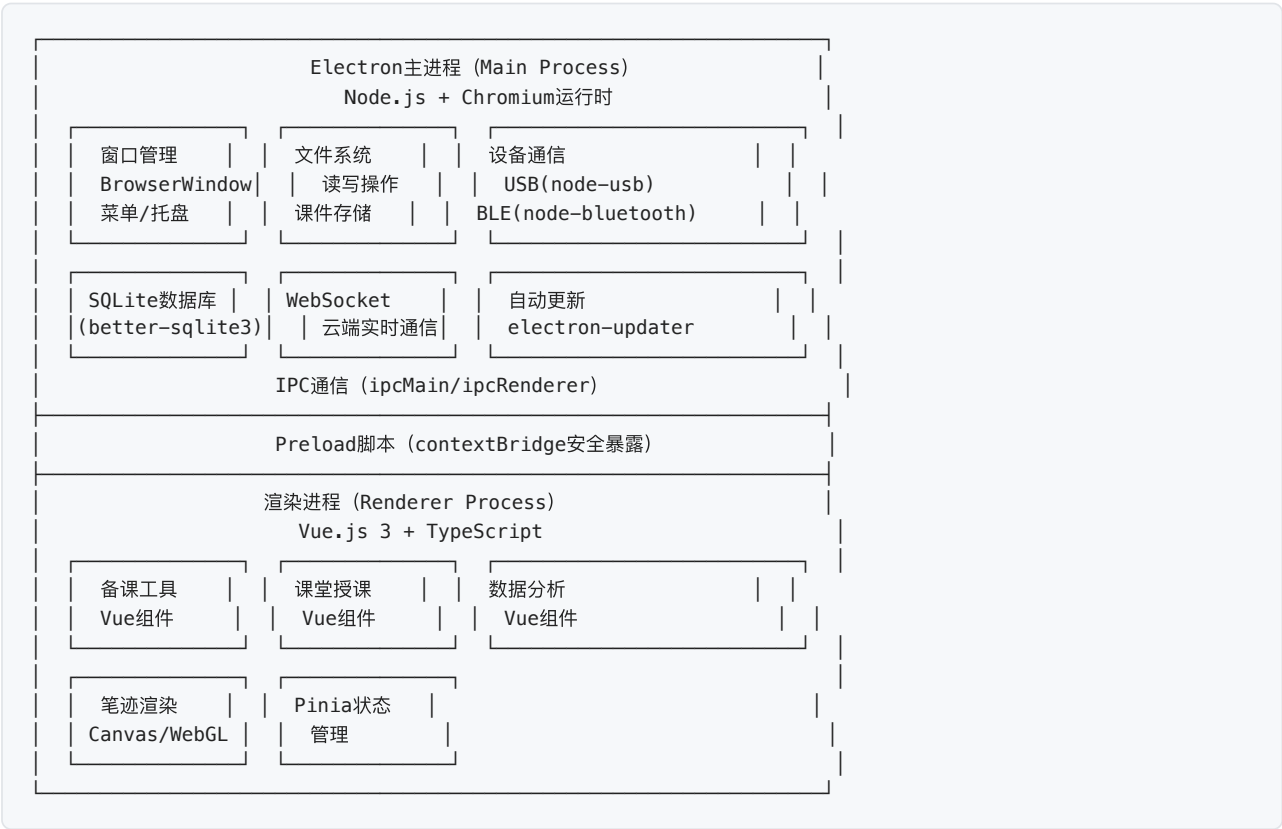 Electron主进程（Main Process）
Node.js + Chromium运行时
窗口管理 文件系统 设备通信
BrowserWindow 读写操作 USB(node-usb)
菜单/托盘 课件存储 BLE(node-bluetooth)
SQLite数据库 WebSocket 自动更新
(better-sqlite3) 云端实时通信 electron-updater
IPC通信（ipcMain/ipcRenderer）
Preload脚本（contextBridge安全暴露）
渲染进程（Renderer Process）
Vue.js 3 + TypeScript
备课工具 课堂授课 数据分析
Vue组件 Vue组件 Vue组件
笔迹渲染 Pinia状态
Canvas/WebGL 管理